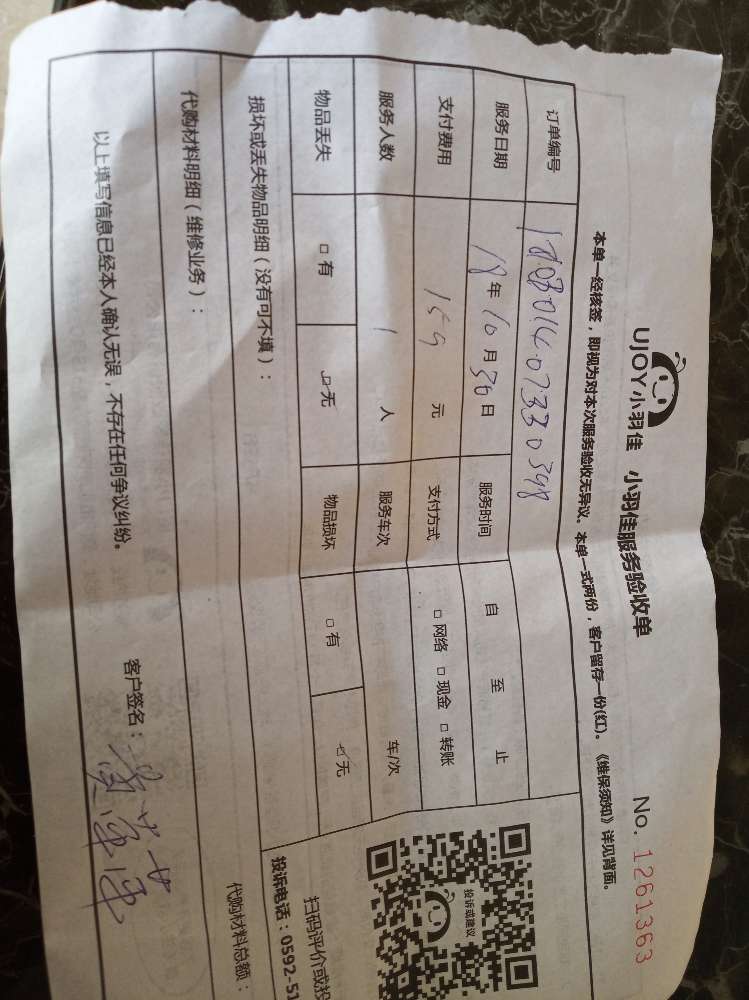 UJOY小羽佳 小羽佳服务验收单 No. 1261363
本单一经核签，即视为对本次服务验收无异议。本单一式两份，客户留存一份(红)。《维保须知》详见背面。
订单编号
服务日期 18年10月30日 服务时间 自 至 止
支付费用 159元 支付方式 □网络 □现金 □转账
服务人数 1人 服务车次 车/次
物品丢失 □有 ☑无 物品损坏 □有 ☑无
投诉或建议
损坏或丢失物品明细（没有可不填）：
扫码评价或投
投诉电话：0592-51
代购材料明细（维修业务）： 代购材料总额：
以上填写信息已经本人确认无误，不存在任何争议纠纷。 客户签名：